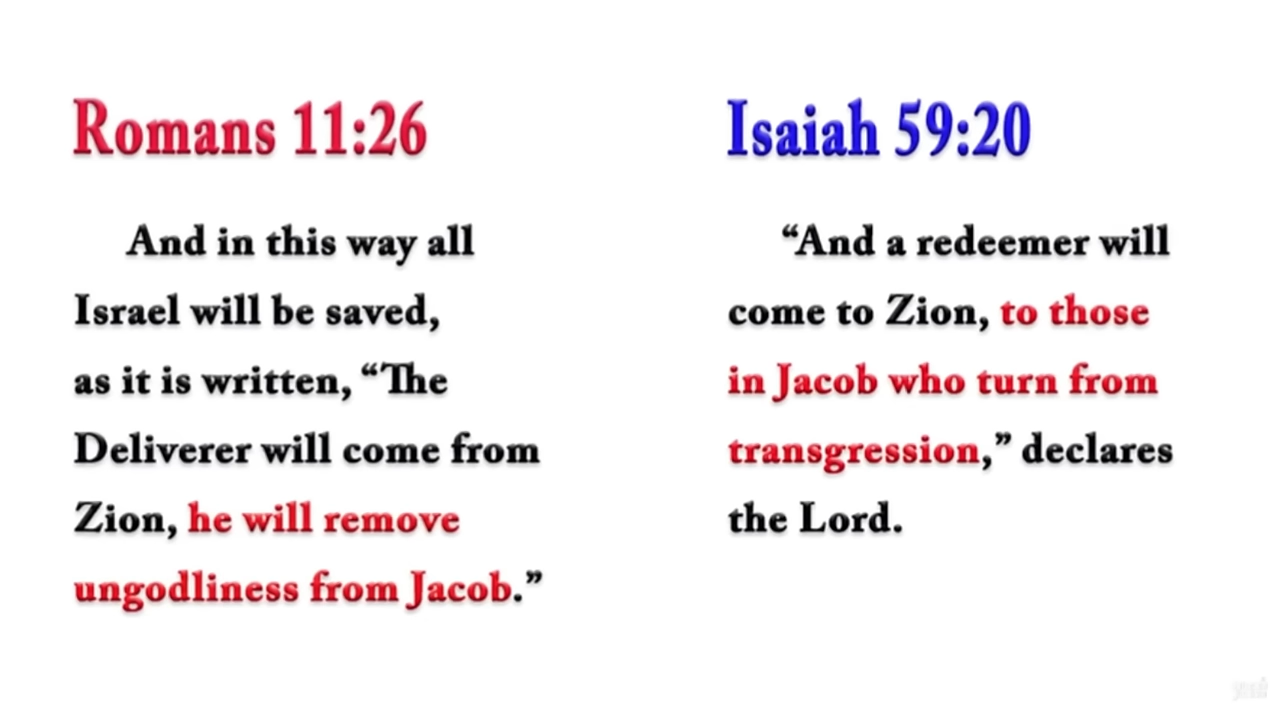 Romans 11:26
And in this way all
Israel will be saved,
as it is written, “The
Deliverer will come from
Zion, he will remove
ungodliness from Jacob.”
Isaiah 59:20
“And a redeemer will
come to Zion, to those
in Jacob who turn from
transgression,” declares
the Lord.